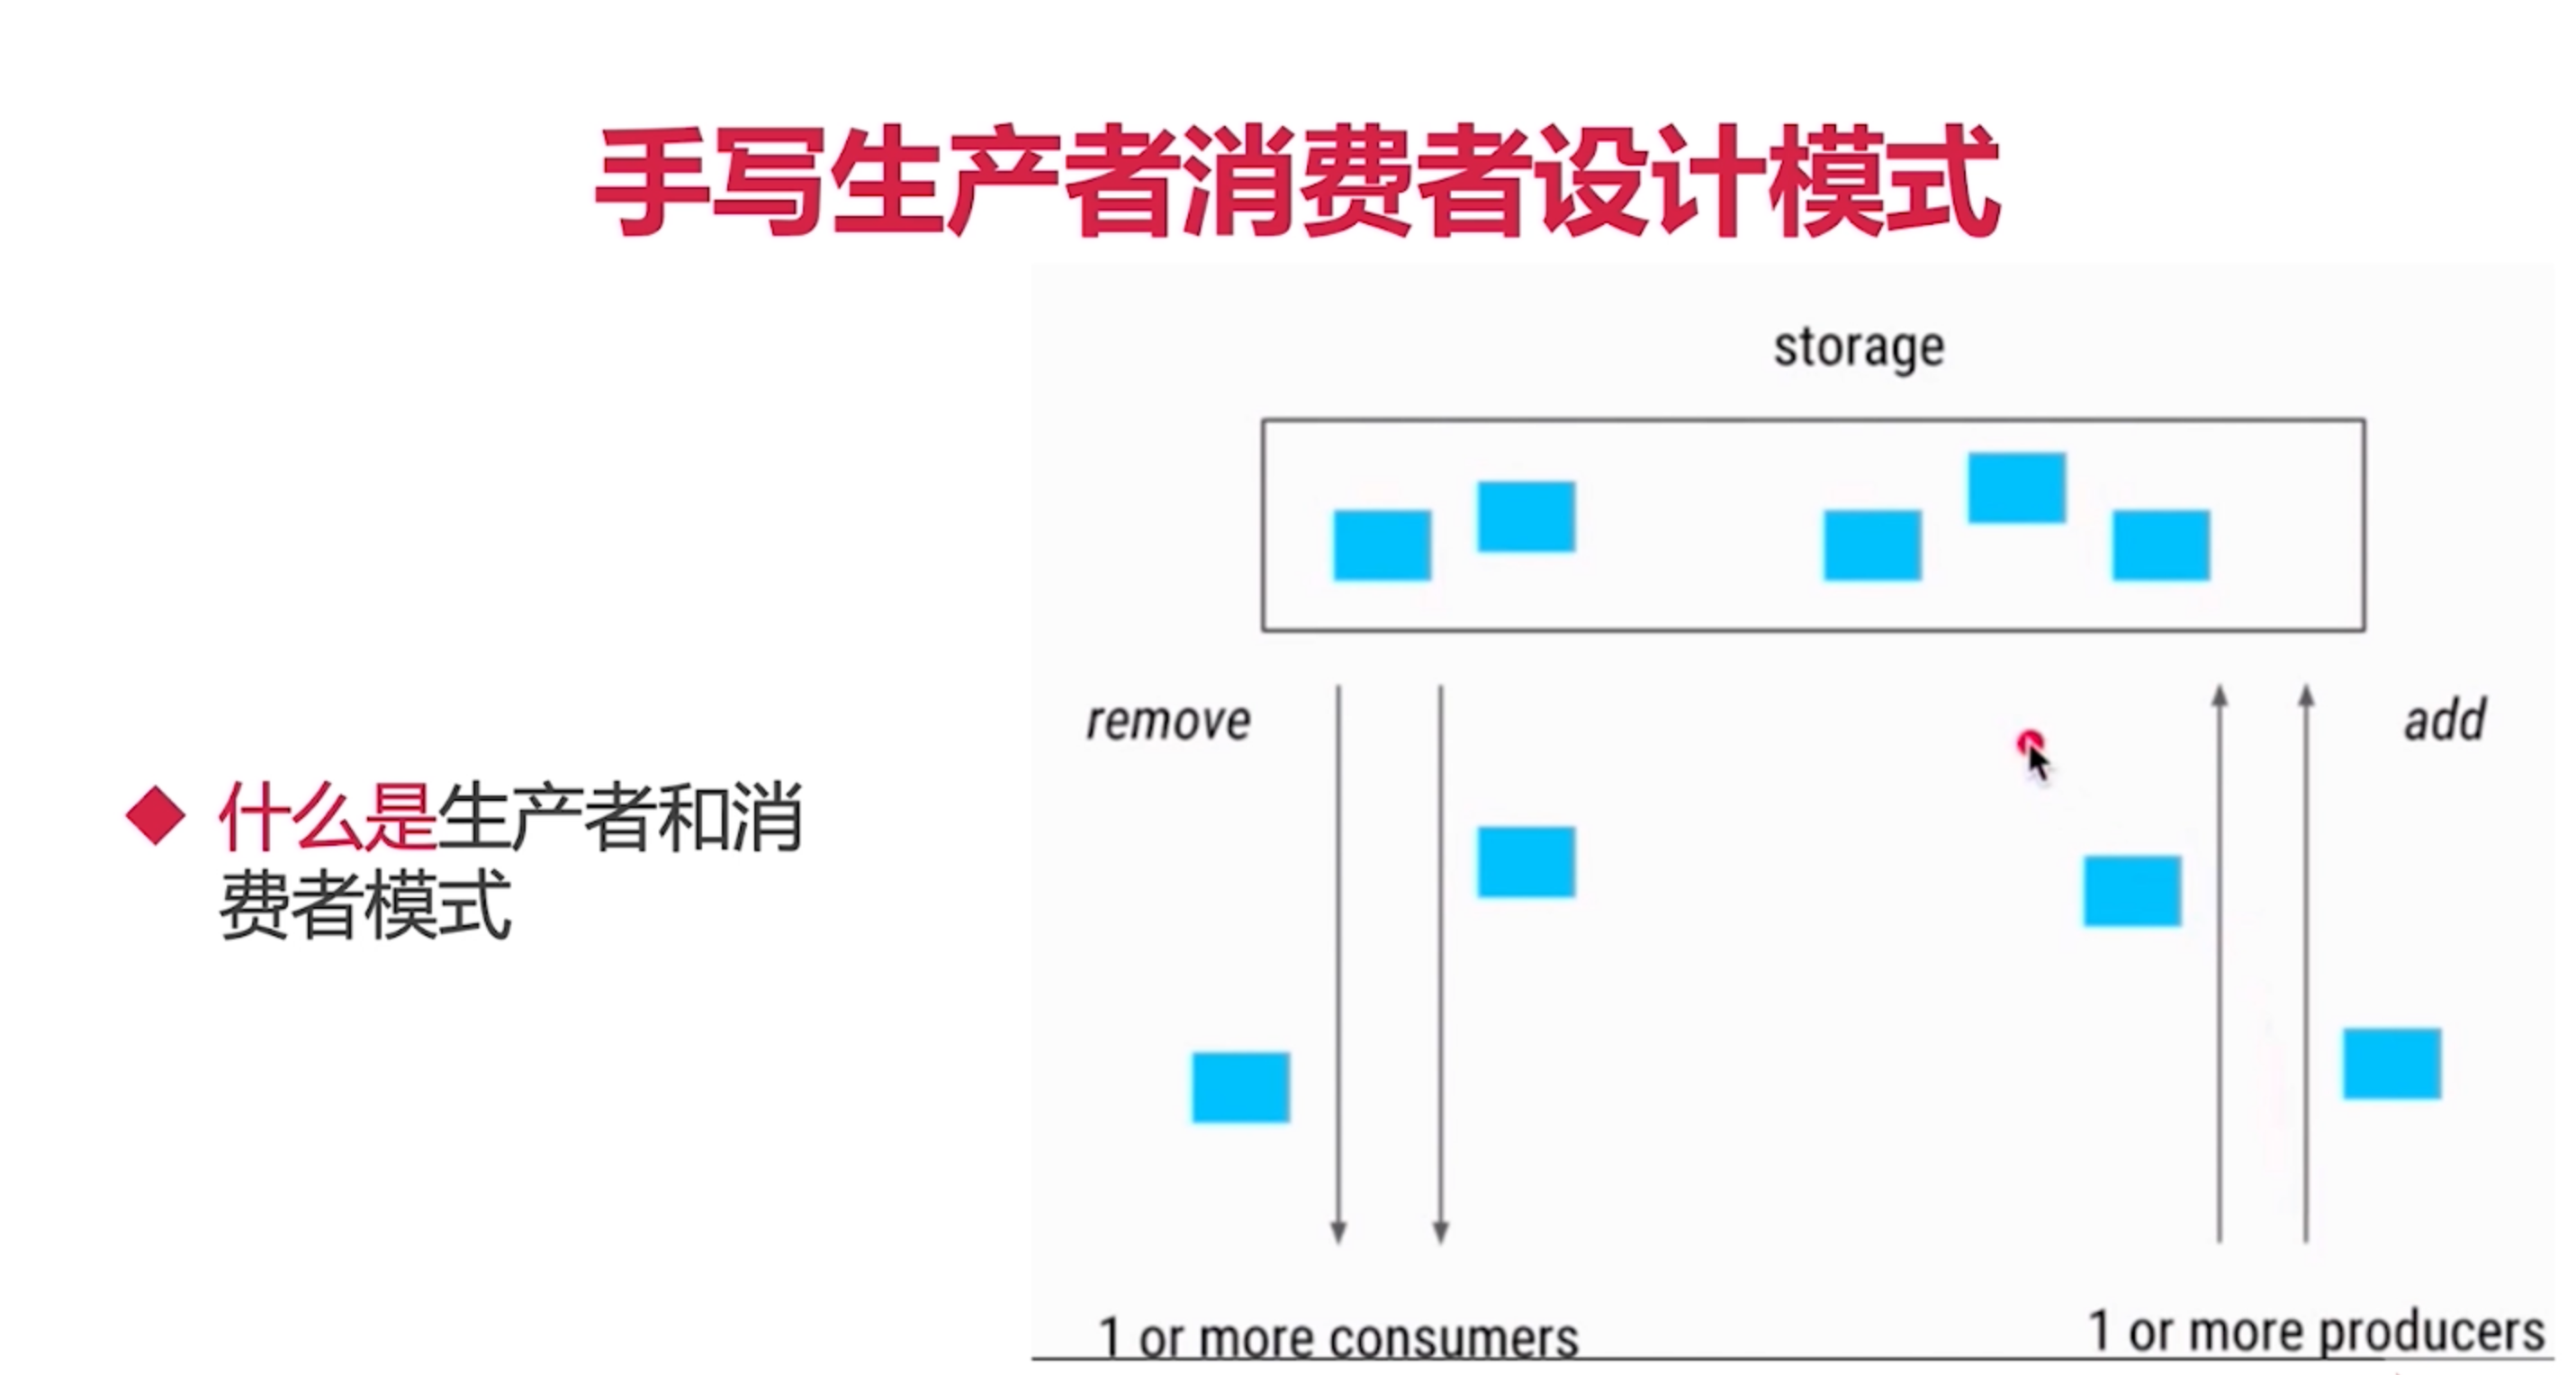 手写生产者消费者设计模式
storage
remove
add
什么是生产者和消
费者模式
1 or more consumers
1 or more producers